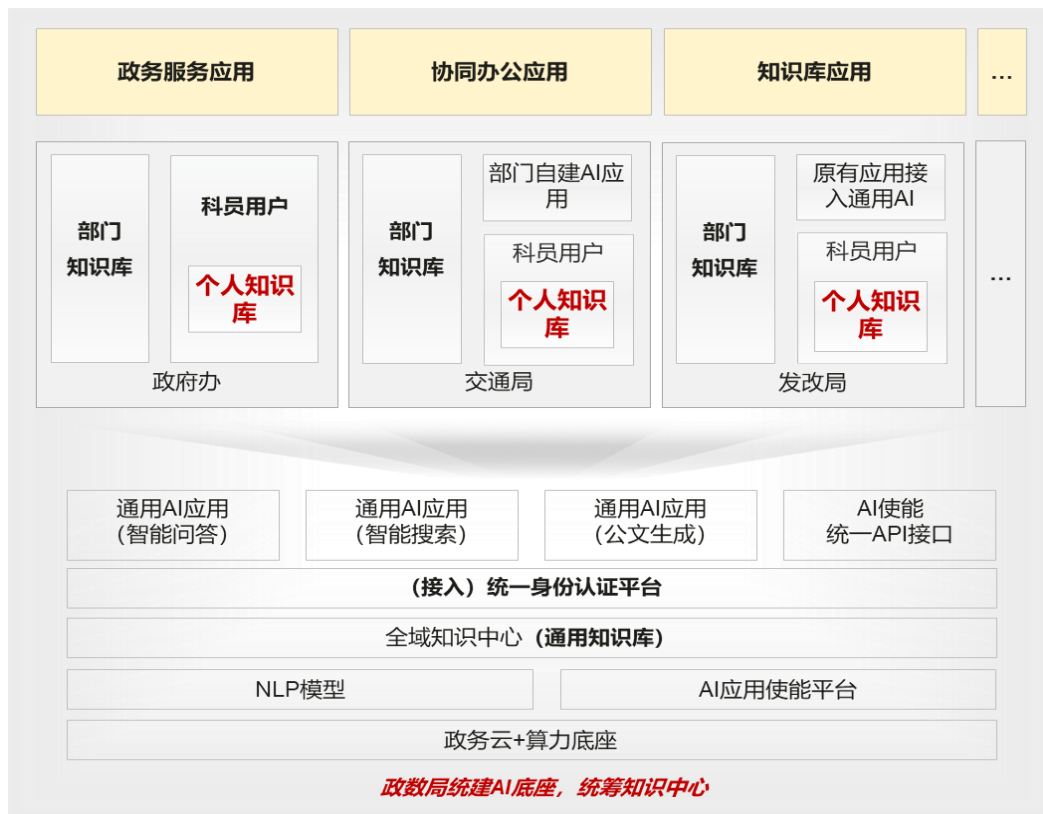 政务服务应用
协同办公应用
知识库应用
...
部门
知识库
科员用户
个人知识
库
政府办
部门
知识库
部门自建AI应
用
科员用户
个人知识
库
交通局
部门
知识库
原有应用接
入通用AI
科员用户
个人知识
库
发改局
...
通用AI应用
（智能问答）
通用AI应用
（智能搜索）
通用AI应用
（公文生成）
AI使能
统一API接口
（接入）统一身份认证平台
全域知识中心（通用知识库）
NLP模型
AI应用使能平台
政务云+算力底座
政数局统建AI底座，统筹知识中心